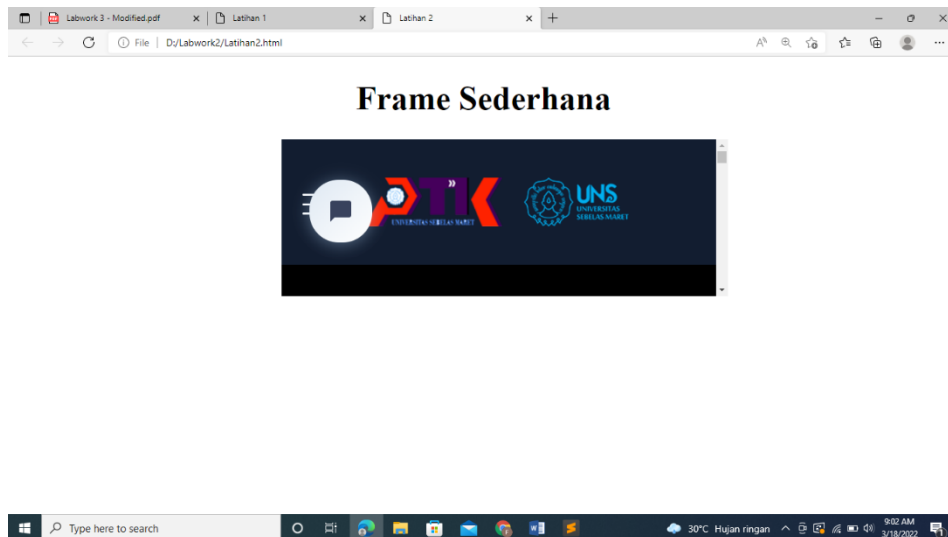 Labwork 3 - Modified.pdf
Latihan 1
Latihan 2
File
D:/Labwork2/Latihan2.html
Frame Sederhana
PTIK
UNIVERSITAS SEBELAS MARET
UNS
UNIVERSITAS
SEBELAS MARET
Type here to search
30°C Hujan ringan
9:02 AM
3/18/2022